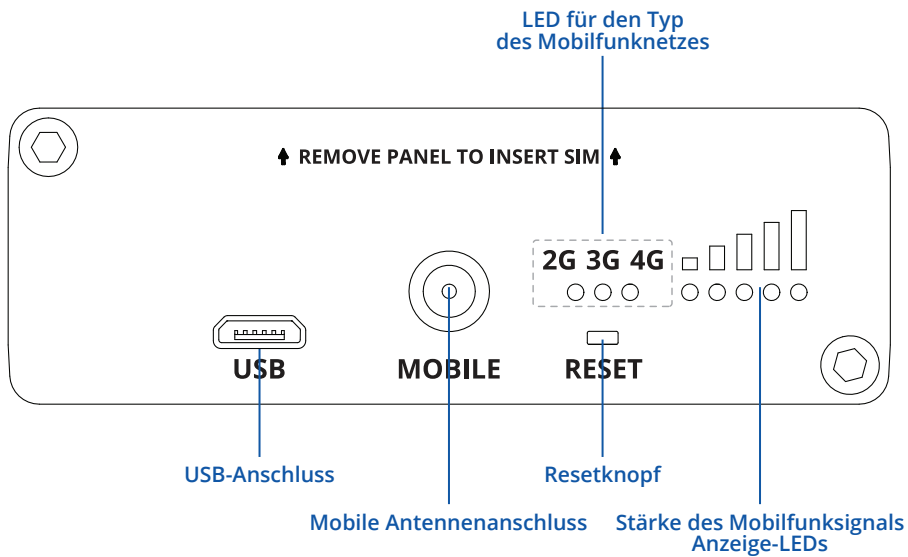 LED für den Typ
des Mobilfunknetzes
REMOVE PANEL TO INSERT SIM
2G 3G 4G
USB
MOBILE
RESET
USB-Anschluss
Resetknopf
Mobile Antennenanschluss
Stärke des Mobilfunksignals
Anzeige-LEDs